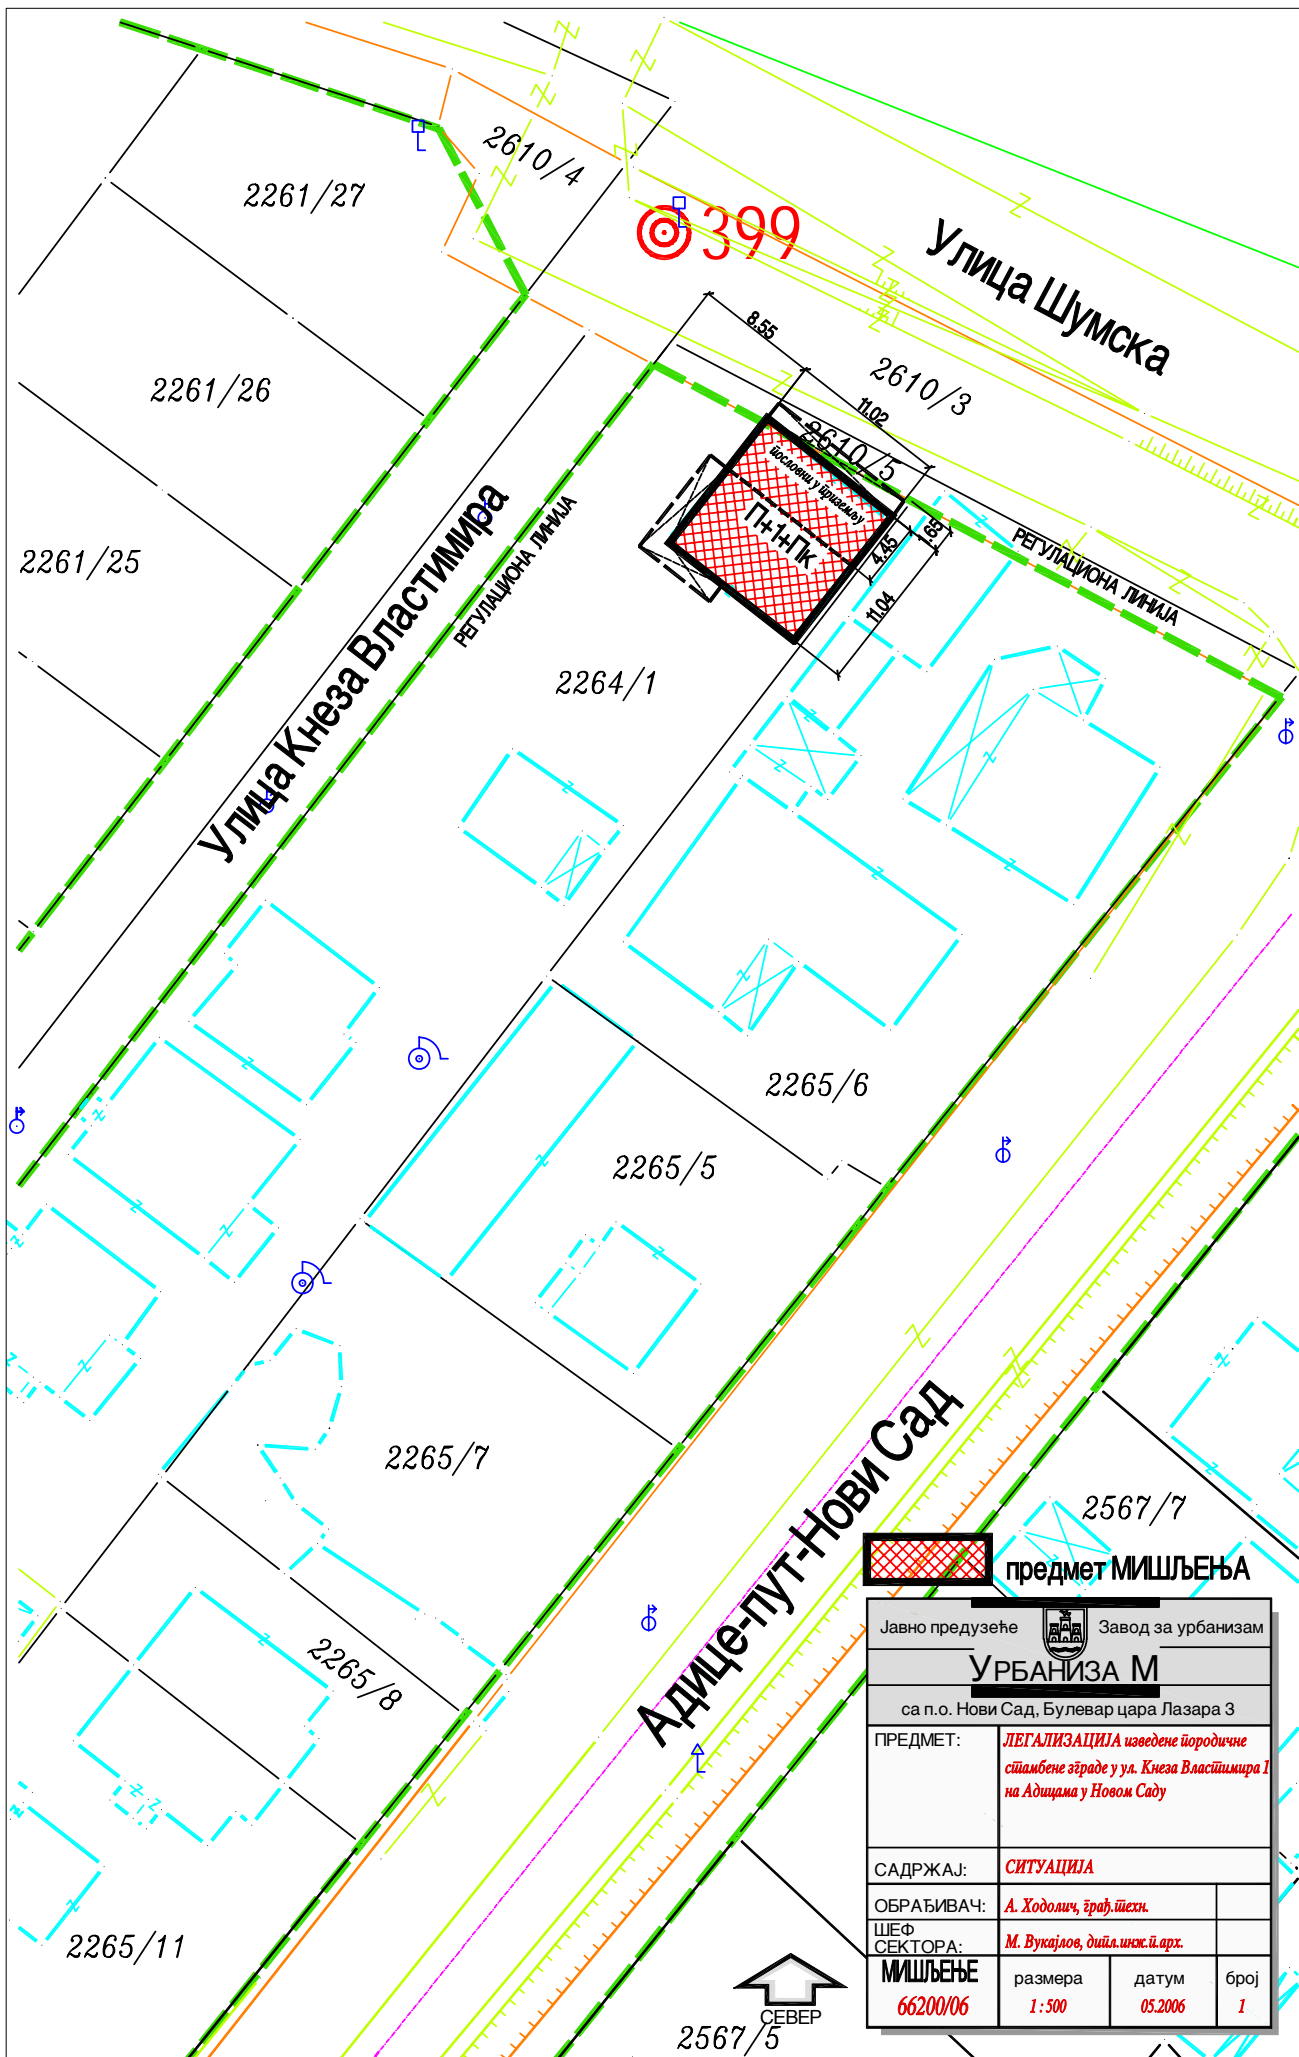 2610/4
2261/27
399
Улица Шумска
8.55
2610/3
2261/26
11.02
2610/5
пословни у приземљу
П+1+Пк
1.65
4.45
11.04
РЕГУЛАЦИОНА ЛИНИЈА
РЕГУЛАЦИОНА ЛИНИЈА
2261/25
Улица Кнеза Властимира
2264/1
2265/6
2265/5
2265/7
Адице-пут-Нови Сад
2567/7
2265/8
2265/11
2567/5
СЕВЕР
предмет МИШЉЕЊА
Јавно предузеће Завод за урбанизам
УРБАНИЗА М
са п.о. Нови Сад, Булевар цара Лазара 3
ПРЕДМЕТ: ЛЕГАЛИЗАЦИЈА изведене породичне
стамбене зграде у ул. Кнеза Властимира 1
на Адицама у Новом Саду
САДРЖАЈ: СИТУАЦИЈА
ОБРАЂИВАЧ: А. Ходолич, грађ.техн.
ШЕФ
СЕКТОРА: М. Вукајлов, дипл.инж.п.арх.
МИШЉЕЊЕ размера датум број
66200/06 1:500 05.2006 1